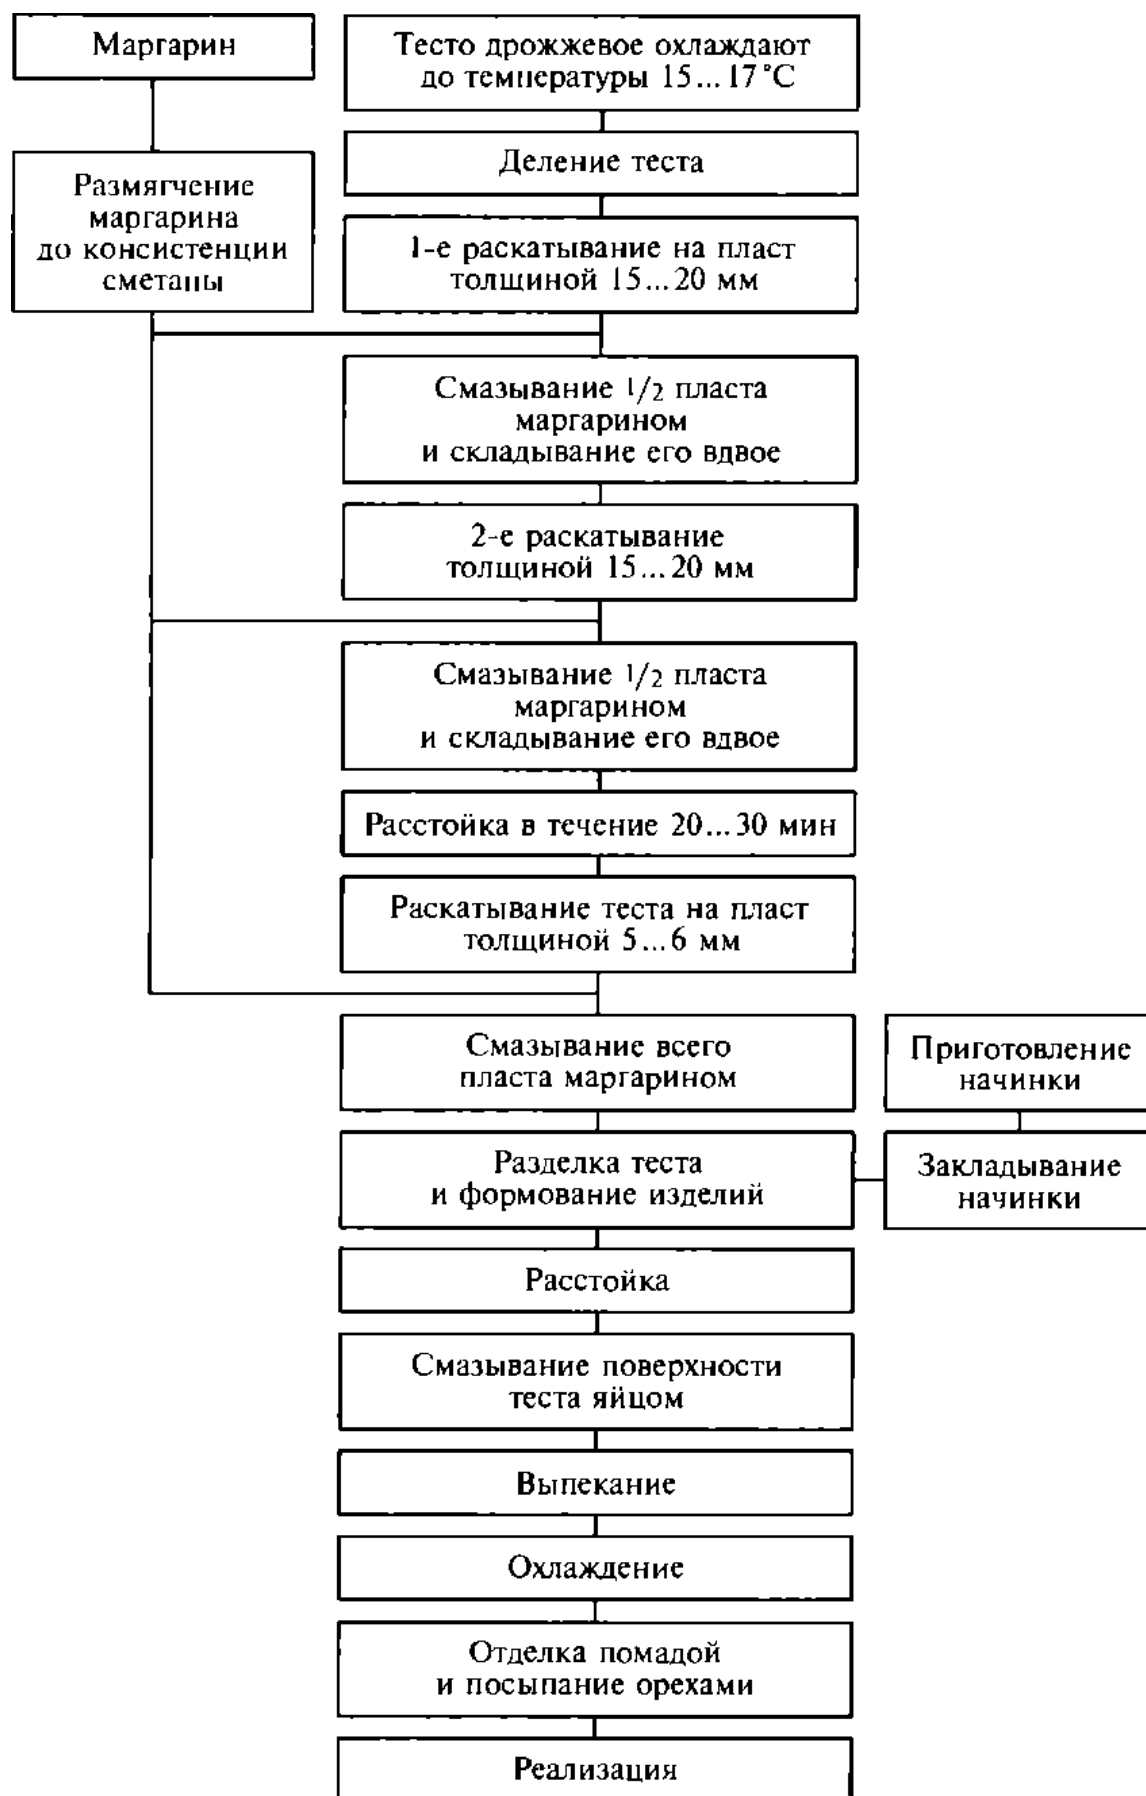 Маргарин
Тесто дрожжевое охлаждают
до температуры 15...17°С
Деление теста
Размягчение
маргарина
до консистенции
сметаны
1-е раскатывание на пласт
толщиной 15...20 мм
Смазывание 1/2 пласта
маргарином
и складывание его вдвое
2-е раскатывание
толщиной 15...20 мм
Смазывание 1/2 пласта
маргарином
и складывание его вдвое
Расстойка в течение 20...30 мин
Раскатывание теста на пласт
толщиной 5...6 мм
Смазывание всего
пласта маргарином
Приготовление
начинки
Разделка теста
и формование изделий
Закладывание
начинки
Расстойка
Смазывание поверхности
теста яйцом
Выпекание
Охлаждение
Отделка помадой
и посыпание орехами
Реализация